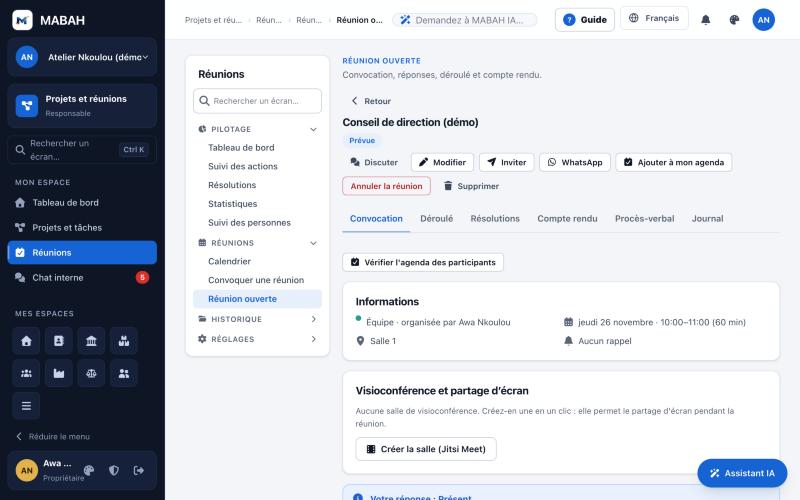 MABAH
AN Atelier Nkoulou (démc
Projets et réunions
Responsable
Rechercher un
écran...
Ctrl K
MON ESPACE
Tableau de bord
Projets et tâches
Réunions
Chat interne
5
MES ESPACES
Réduire le menu
AN Awa ...
Propriétaire
Projets et réu... › Réun... › Réun... › Réunion o...
Demandez à MABAH IA...
? Guide
Français
AN
Réunions
Rechercher un écran...
PILOTAGE
Tableau de bord
Suivi des actions
Résolutions
Statistiques
Suivi des personnes
RÉUNIONS
Calendrier
Convoquer une réunion
Réunion ouverte
HISTORIQUE
RÉGLAGES
RÉUNION OUVERTE
Convocation, réponses, déroulé et compte rendu.
Retour
Conseil de direction (démo)
Prévue
Discuter Modifier Inviter WhatsApp Ajouter à mon agenda
Annuler la réunion Supprimer
Convocation Déroulé Résolutions Compte rendu Procès-verbal Journal
Vérifier l'agenda des participants
Informations
Équipe · organisée par Awa Nkoulou
jeudi 26 novembre · 10:00–11:00 (60 min)
Salle 1
Aucun rappel
Visioconférence et partage d'écran
Aucune salle de visioconférence. Créez-en une en un clic : elle permet le partage d'écran pendant la
réunion.
Créer la salle (Jitsi Meet)
Votre réponse : Présent
Assistant IA